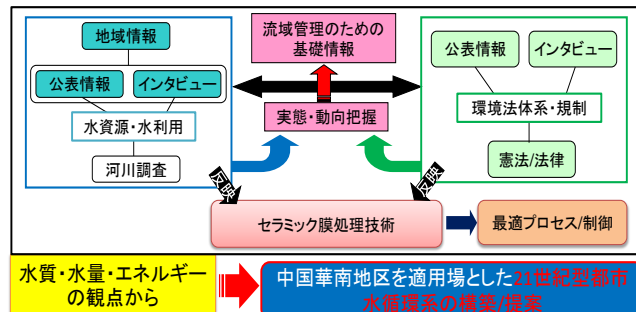 地域情報
公表情報
インタビュー
水資源・水利用
河川調査
流域管理のための
基礎情報
実態・動向把握
公表情報
インタビュー
環境法体系・規制
憲法/法律
反映
反映
セラミック膜処理技術
最適プロセス/制御
水質・水量・エネルギー
の観点から
中国華南地区を適用場とした21世紀型都市
水循環系の構築/提案